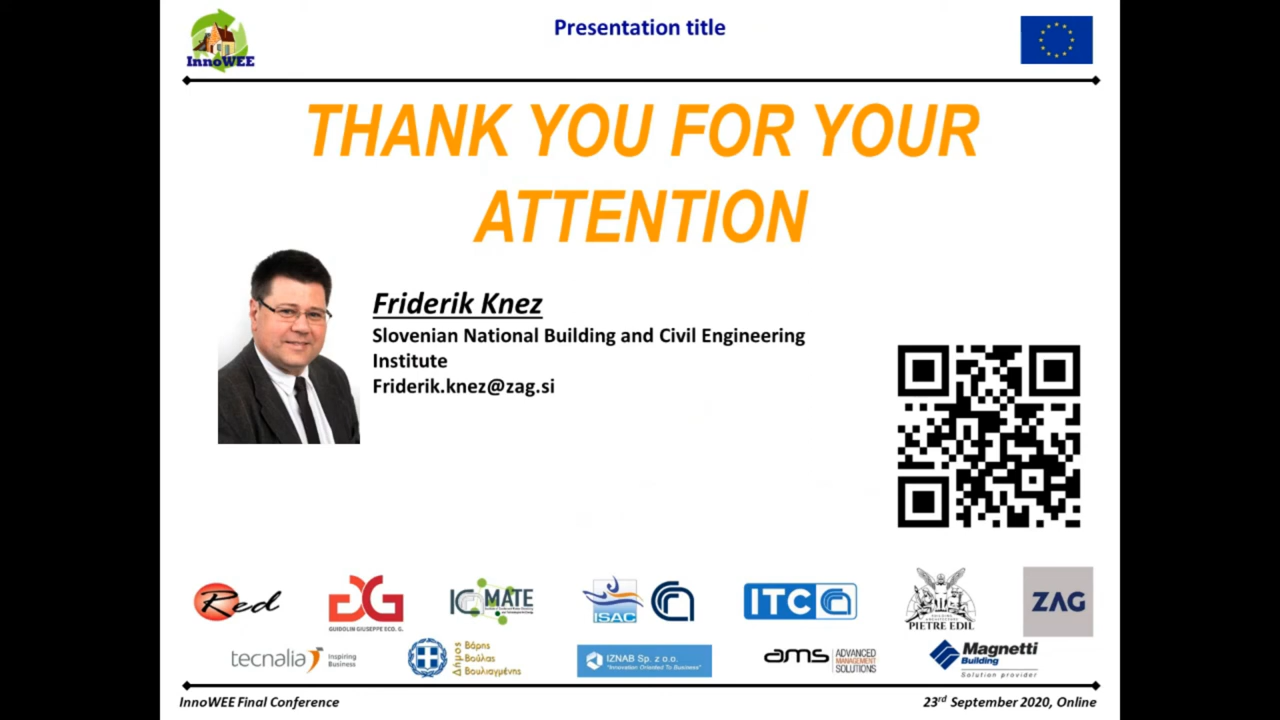 Presentation title
InnoWEE
THANK YOU FOR YOUR
ATTENTION
Friderik Knez
Slovenian National Building and Civil Engineering
Institute
Friderik.knez@zag.si
Red
GG
GUIDOLIN GIUSEPPE ECO. G.
ICMATE
ISAC
ITC
PIETRE EDIL
ZAG
tecnalia
Inspiring
Business
Δήμος
Βάρης
Βούλας
Βουλιαγμένης
IZNAB Sp. z o.o.
"Innovation Oriented To Business"
ams
ADVANCED
MANAGEMENT
SOLUTIONS
Magnetti
Building
Solution provider
InnoWEE Final Conference
23rd September 2020, Online